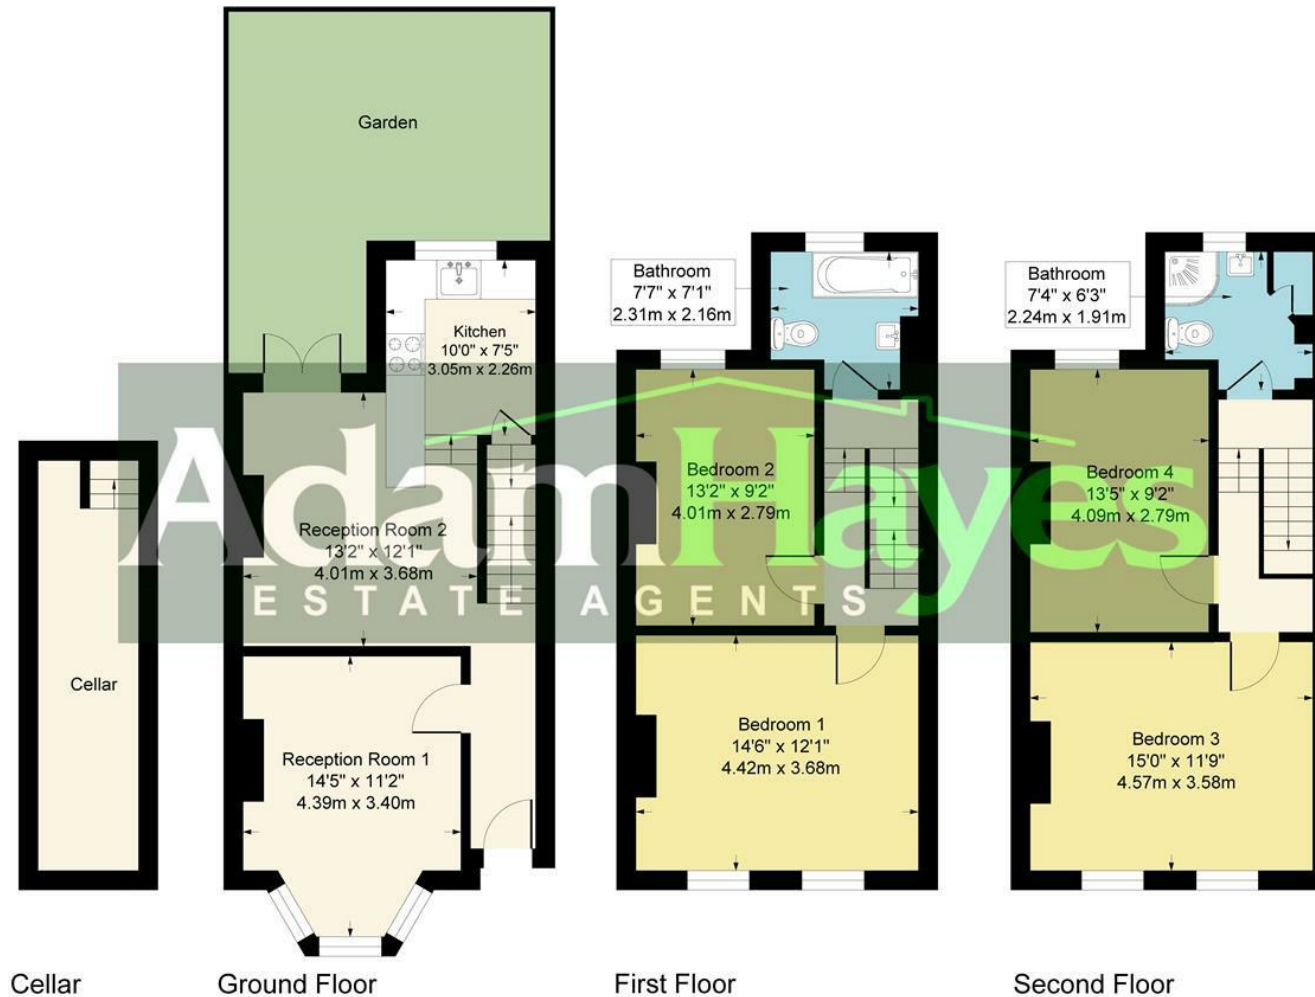 Garden
Kitchen
10'0" x 7'5"
3.05m x 2.26m
Reception Room 2
13'2" x 12'1"
4.01m x 3.68m
Reception Room 1
14'5" x 11'2"
4.39m x 3.40m
Cellar
Bathroom
7'7" x 7'1"
2.31m x 2.16m
Bedroom 2
13'2" x 9'2"
4.01m x 2.79m
Bedroom 1
14'6" x 12'1"
4.42m x 3.68m
Bathroom
7'4" x 6'3"
2.24m x 1.91m
Bedroom 4
13'5" x 9'2"
4.09m x 2.79m
Bedroom 3
15'0" x 11'9"
4.57m x 3.58m
AdamHayes
ESTATE AGENTS
Cellar
Ground Floor
First Floor
Second Floor